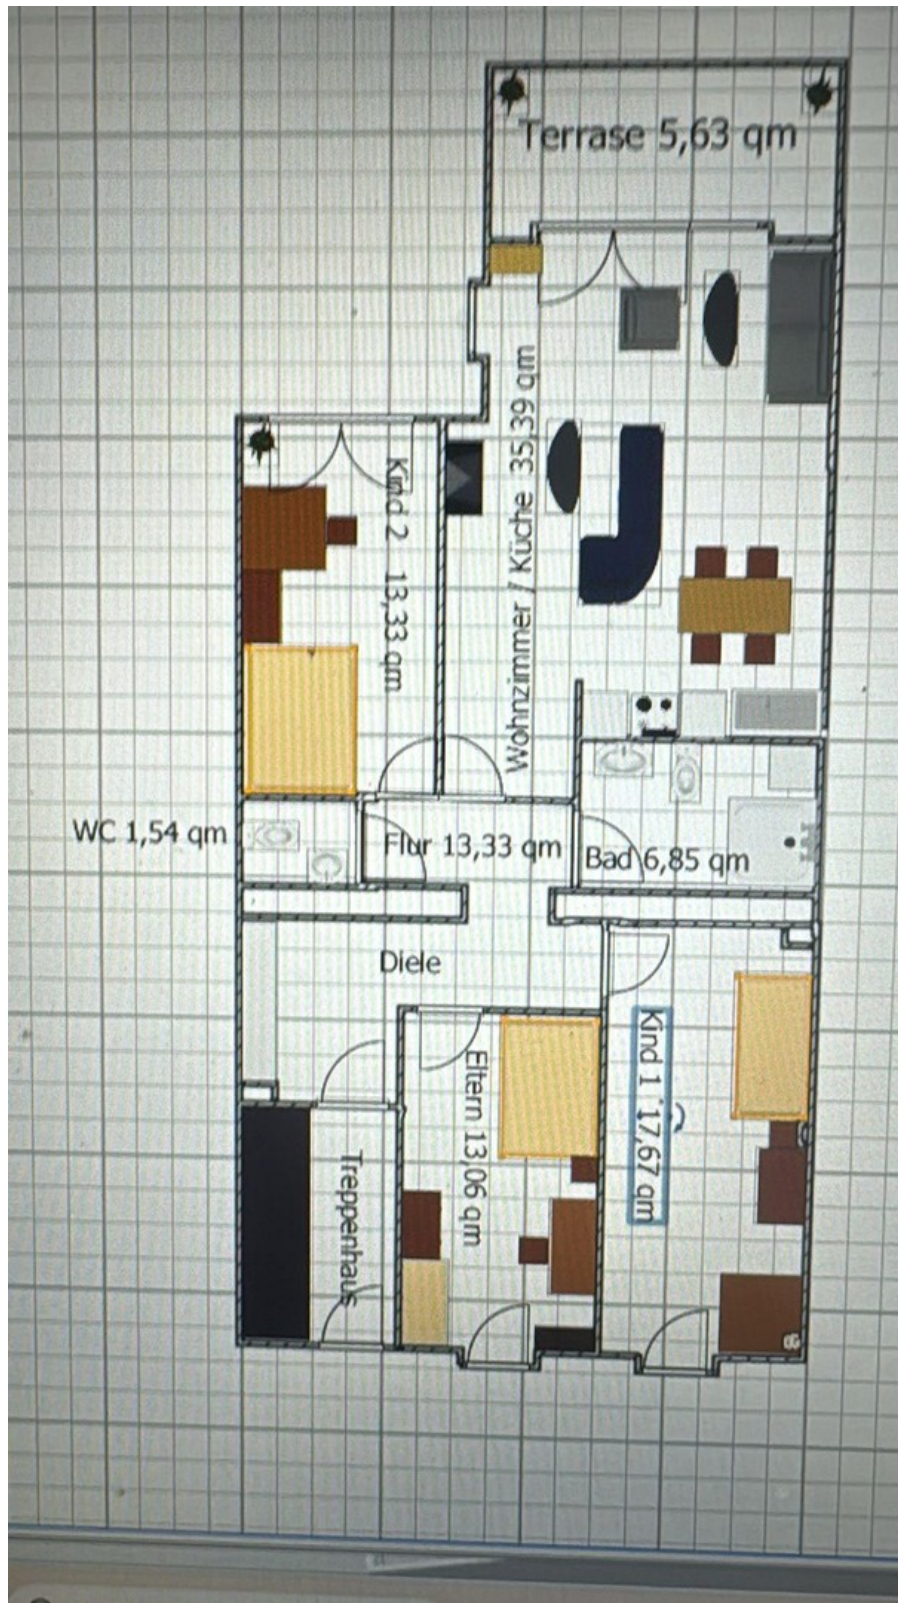 Terrase 5,63 qm
Wohnzimmer / Küche 35,39 qm
Kind 2 13,33 qm
WC 1,54 qm
Flur 13,33 qm
Bad 6,85 qm
Diele
Kind 1 17,67 qm
Eltern 13,06 qm
Treppenhaus